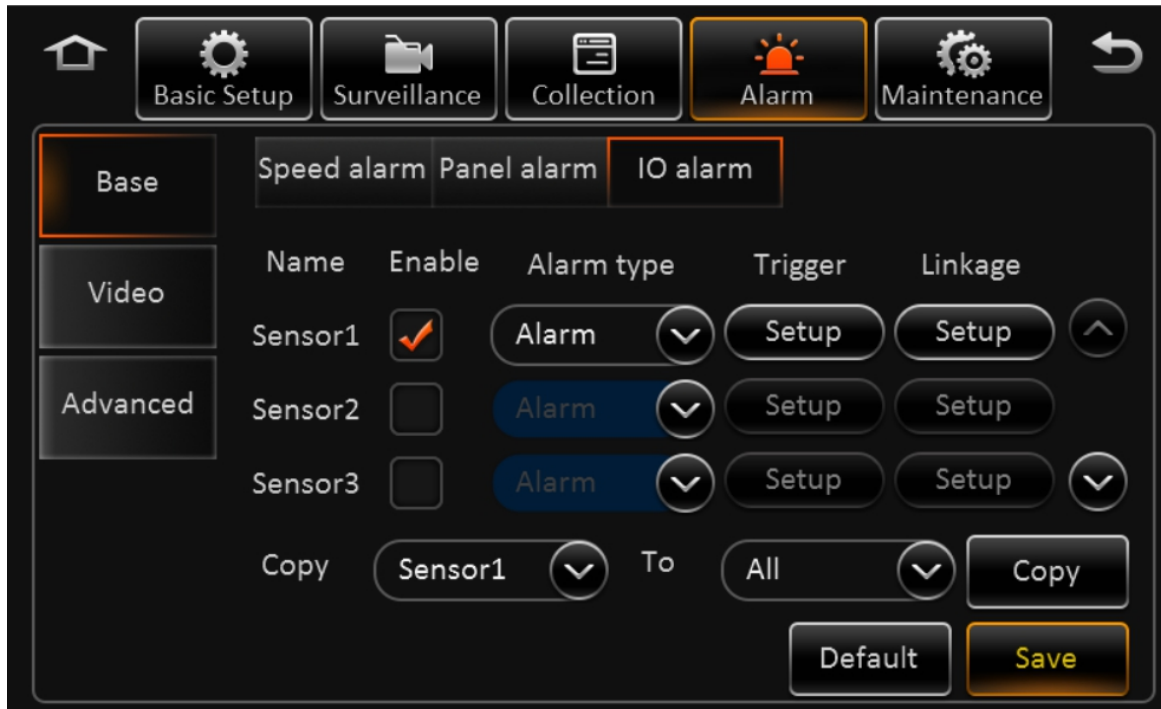 Basic Setup Surveillance Collection Alarm Maintenance
Base
Speed alarm Panel alarm IO alarm
Name Enable Alarm type Trigger Linkage
Video
Sensor1 Alarm Setup Setup
Advanced
Sensor2 Alarm Setup Setup
Sensor3 Alarm Setup Setup
Copy Sensor1 To All Copy
Default Save